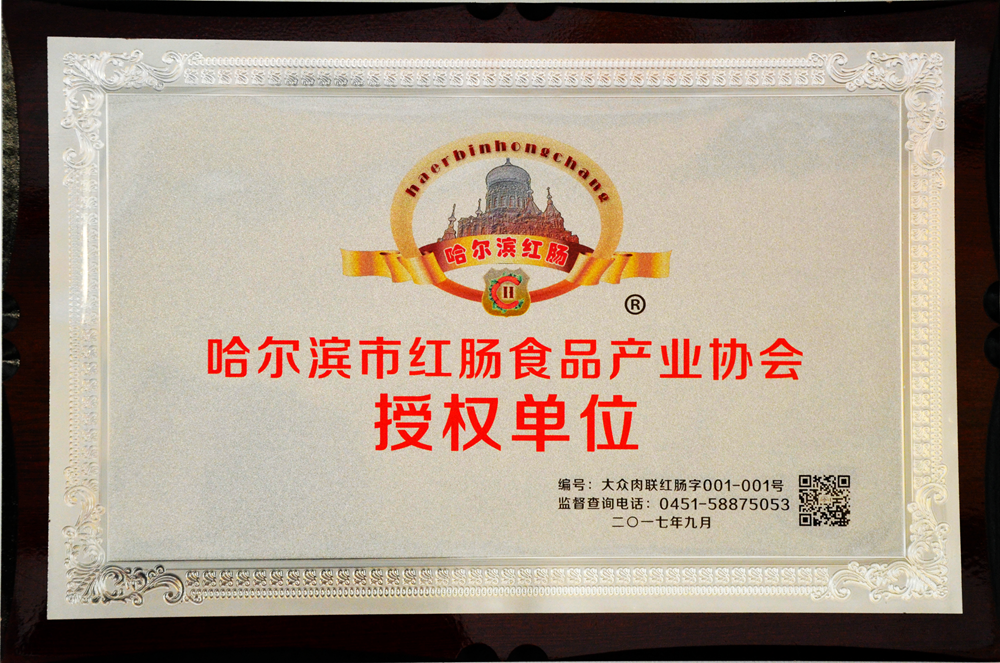 haerbinhongchang
哈尔滨红肠
H
®
哈尔滨市红肠食品产业协会
授权单位
编号：大众肉联红肠字001-001号
监督查询电话：0451-58875053
二〇一七年九月